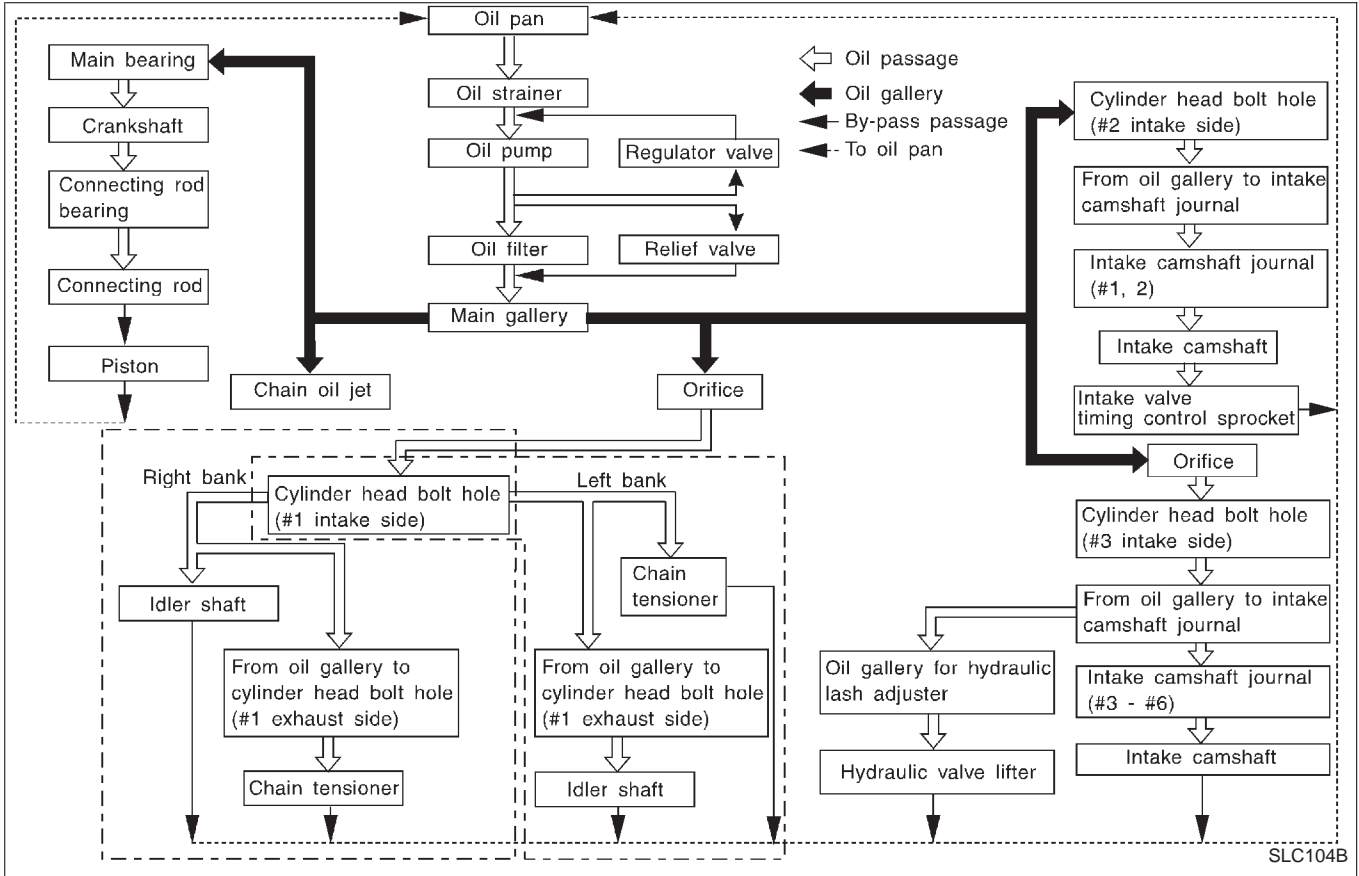 Oil pan
Main bearing
Crankshaft
Connecting rod
bearing
Connecting rod
Piston
Oil strainer
Oil pump
Regulator valve
Oil filter
Relief valve
Main gallery
Oil passage
Oil gallery
By-pass passage
To oil pan
Cylinder head bolt hole
(#2 intake side)
From oil gallery to intake
camshaft journal
Intake camshaft journal
(#1, 2)
Intake camshaft
Intake valve
timing control sprocket
Chain oil jet
Orifice
Orifice
Right bank
Cylinder head bolt hole
(#1 intake side)
Left bank
Idler shaft
From oil gallery to
cylinder head bolt hole
(#1 exhaust side)
Chain tensioner
Chain
tensioner
From oil gallery to
cylinder head bolt hole
(#1 exhaust side)
Idler shaft
Cylinder head bolt hole
(#3 intake side)
From oil gallery to intake
camshaft journal
Oil gallery for hydraulic
lash adjuster
Hydraulic valve lifter
Intake camshaft journal
(#3 - #6)
Intake camshaft
SLC104B